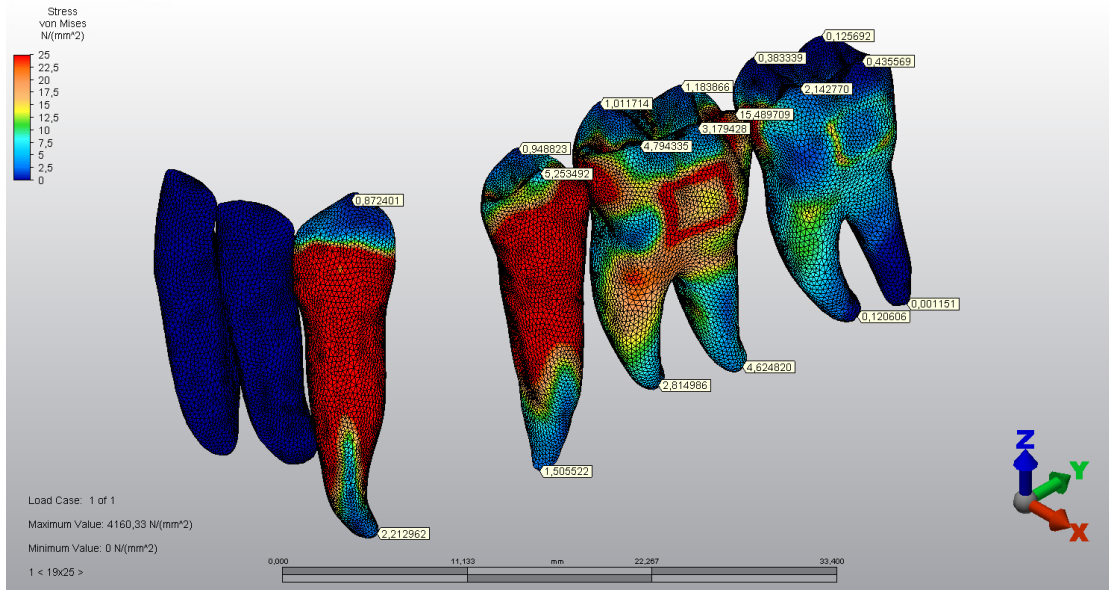 Stress
von Mises
N/(mm^2)
25
22,5
20
17,5
15
12,5
10
7,5
5
2,5
0
0,125692
0,383339
0,435569
1,183866
2,142770
1,011714
15,489709
3,179428
4,794335
0,948823
5,253492
0,872401
0,001151
0,120606
4,624820
2,814986
1,505522
2,212962
Load Case: 1 of 1
Maximum Value: 4160,33 N/(mm^2)
Minimum Value: 0 N/(mm^2)
1 < 19x25 >
0,000 11,133 mm 22,267 33,400
Z
Y
X